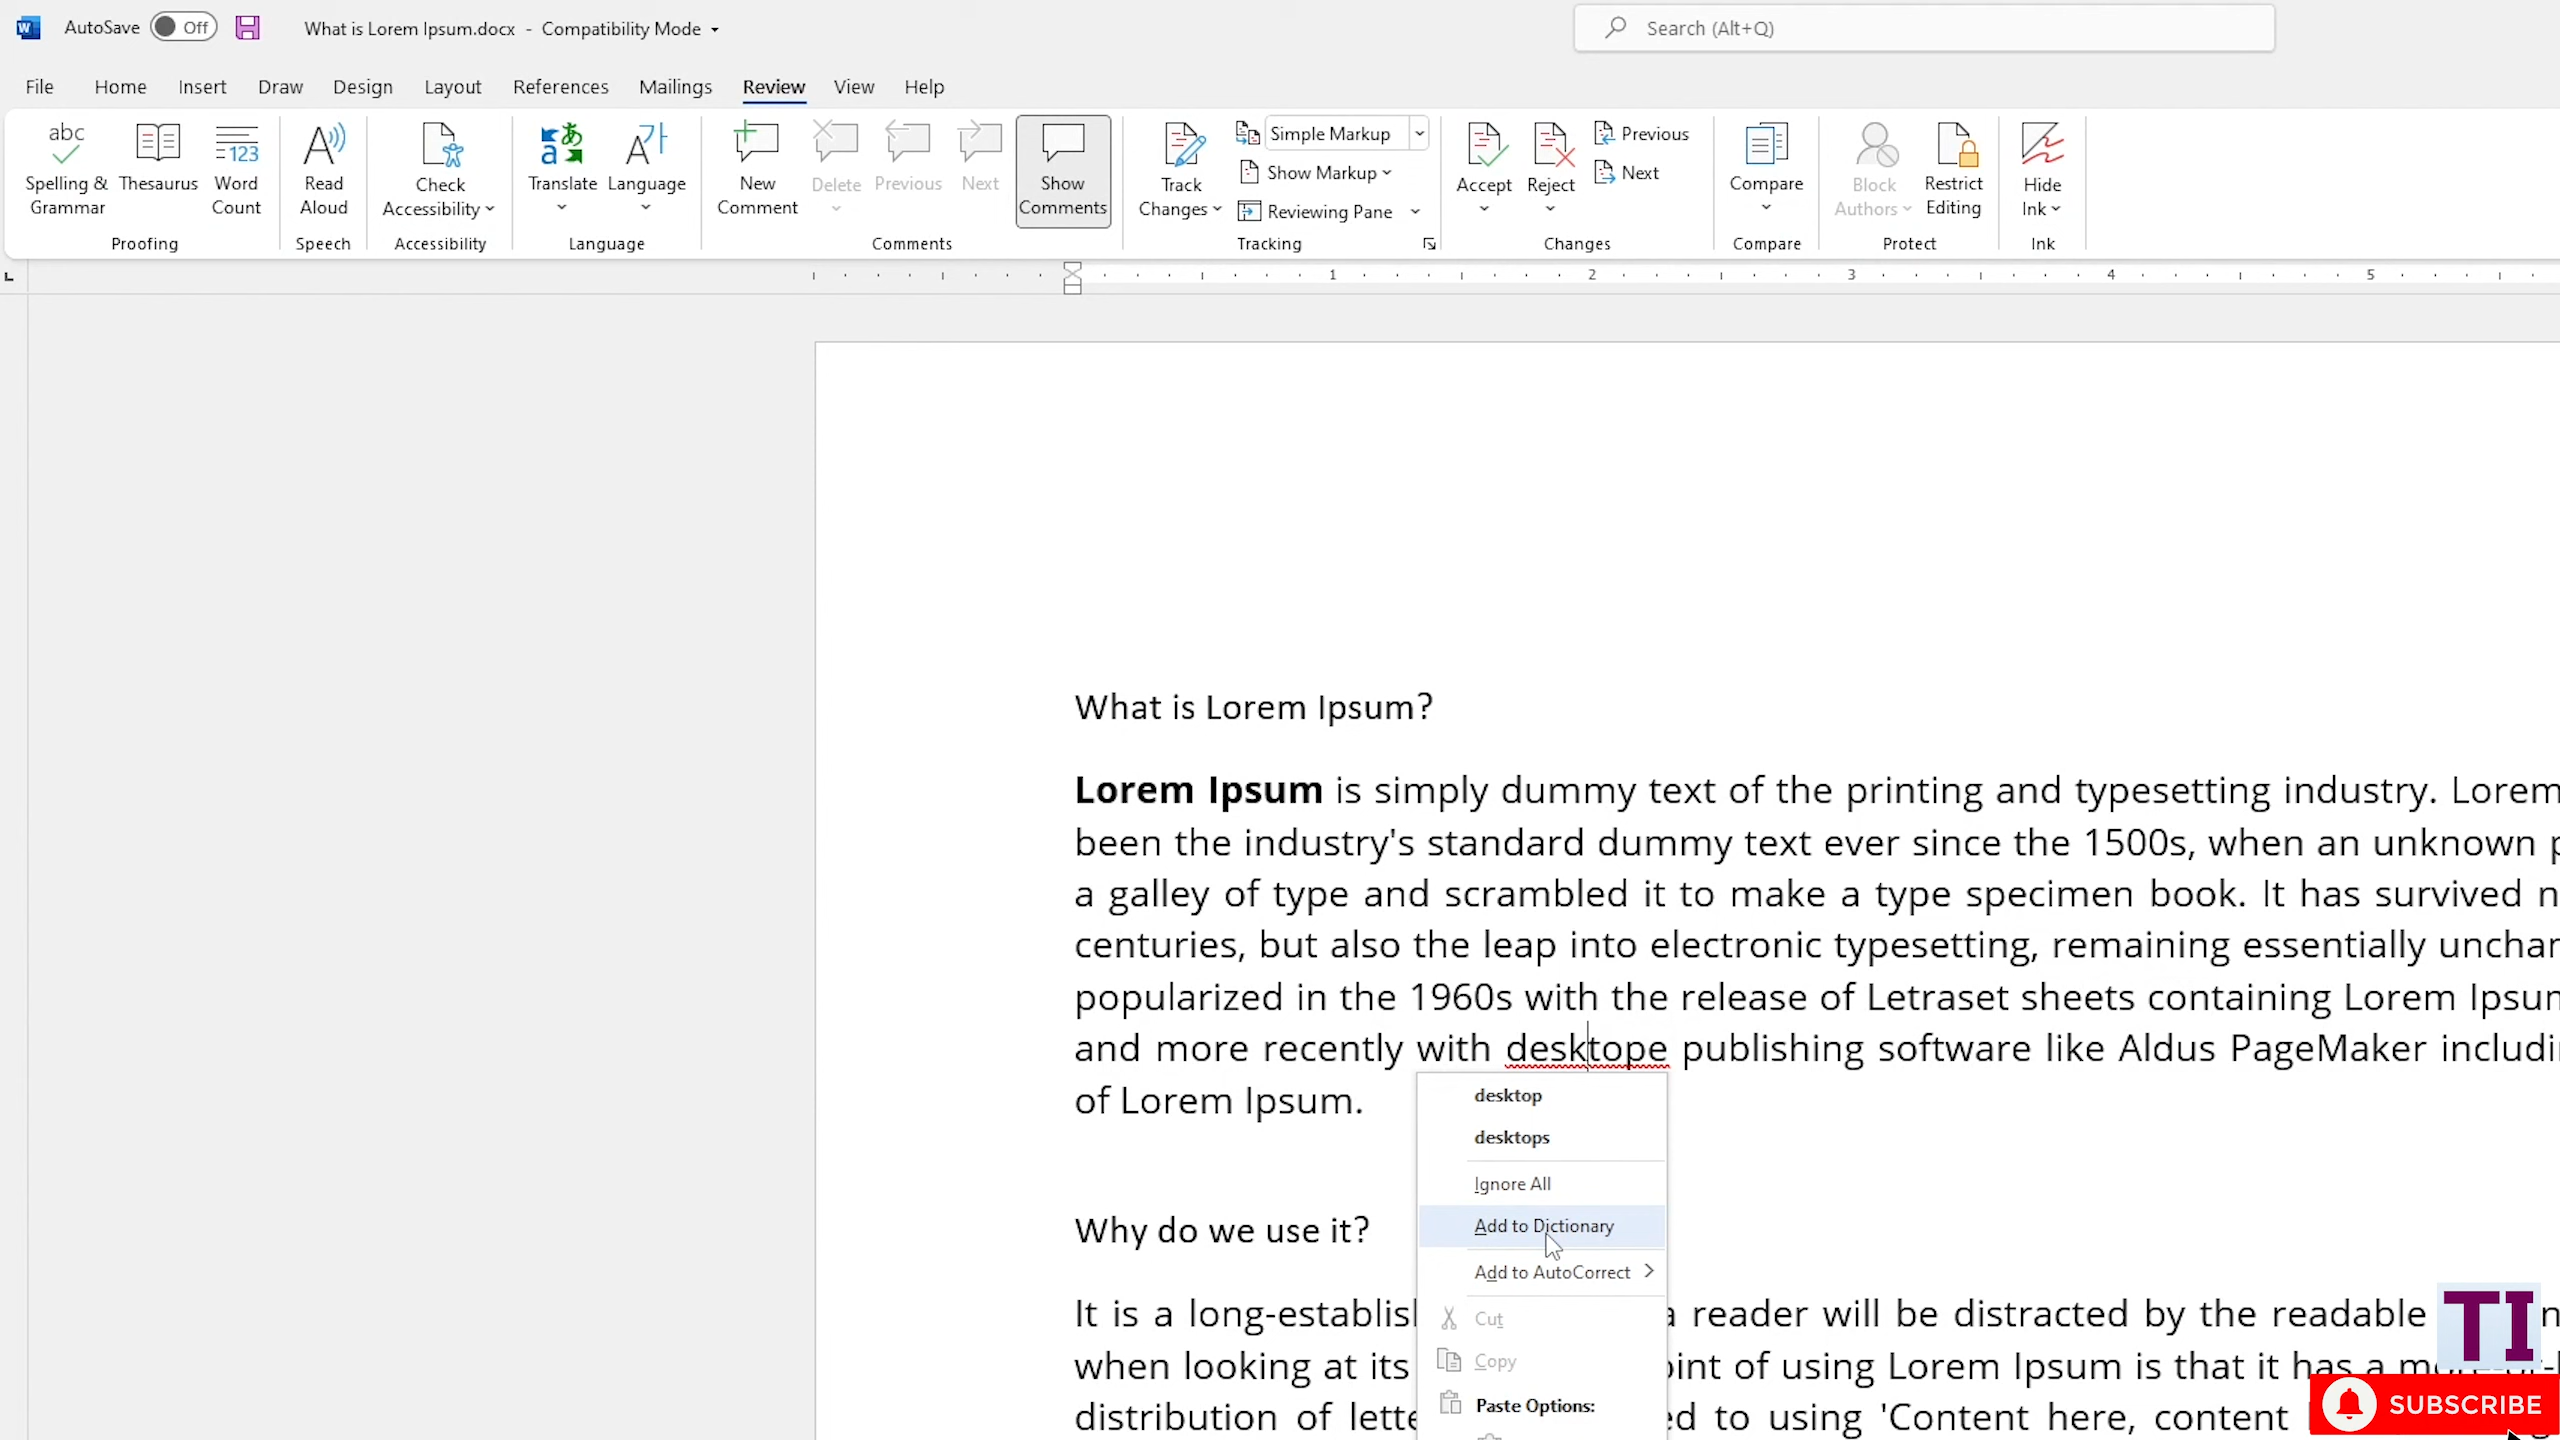 AutoSave Off What is Lorem Ipsum.docx - Compatibility Mode Search (Alt+Q)
File Home Insert Draw Design Layout References Mailings Review View Help
Spelling & Grammar
Thesaurus
Word Count
Proofing
Read Aloud
Speech
Check Accessibility
Accessibility
Translate
Language
Language
New Comment
Delete
Previous
Next
Show Comments
Comments
Track Changes
Simple Markup
Show Markup
Reviewing Pane
Tracking
Accept
Reject
Previous
Next
Changes
Compare
Compare
Block Authors
Restrict Editing
Protect
Hide Ink
Ink
1 2 3 4 5
What is Lorem Ipsum?
Lorem Ipsum is simply dummy text of the printing and typesetting industry. Lorem
been the industry's standard dummy text ever since the 1500s, when an unknown p
a galley of type and scrambled it to make a type specimen book. It has survived n
centuries, but also the leap into electronic typesetting, remaining essentially unchan
popularized in the 1960s with the release of Letraset sheets containing Lorem Ipsum
and more recently with desktope publishing software like Aldus PageMaker includi
of Lorem Ipsum.
desktop
desktops
Ignore All
Add to Dictionary
Add to AutoCorrect
Cut
Copy
Paste Options:
Why do we use it?
It is a long-establis a reader will be distracted by the readable
when looking at its oint of using Lorem Ipsum is that it has a
distribution of lette ed to using 'Content here, content
TI
SUBSCRIBE